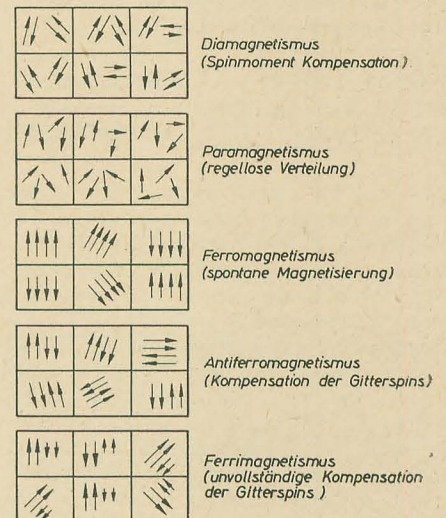 Diamagnetismus
(Spinmoment Kompensation).
Paramagnetismus
(regellose Verteilung)
Ferromagnetismus
(spontane Magnetisierung)
Antiferromagnetismus
(Kompensation der Gitterspins)
Ferrimagnetismus
(unvollständige Kompensation
der Gitterspins )